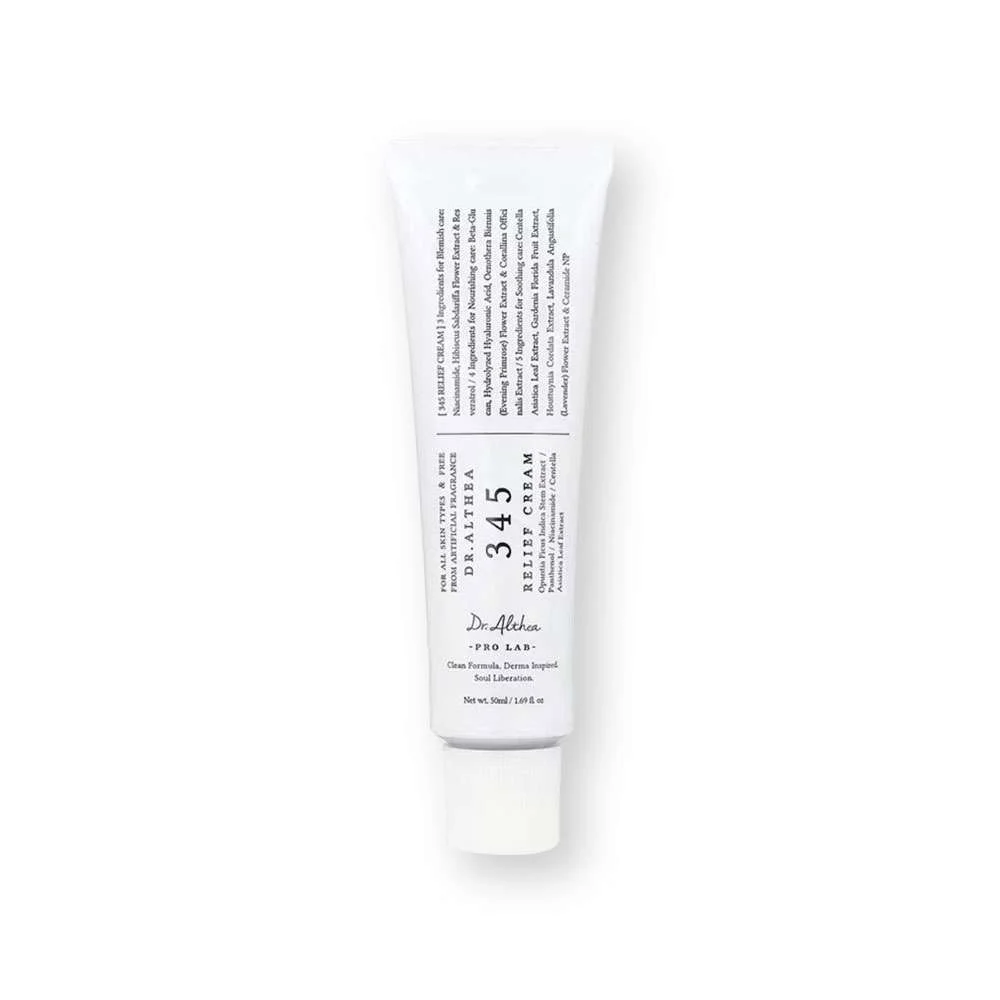 [ 345 RELIEF CREAM ] 3 Ingredients for Blemish care:
Niacinamide, Hibiscus Sabdariffa Flower Extract & Res
veratrol / 4 Ingredients for Nourishing care: Beta-Glu
can, Hydrolyzed Hyaluronic Acid, Oenothera Biennis
(Evening Primrose) Flower Extract & Corallina Offici
nalis Extract / 5 Ingredients for Soothing care: Centella
Asiatica Leaf Extract, Gardenia Florida Fruit Extract,
Houttuynia Cordata Extract, Lavandula Angustifolia
(Lavender) Flower Extract & Ceramide NP
FOR ALL SKIN TYPES & FREE
FROM ARTIFICIAL FRAGRANCE
DR.ALTHEA
345
RELIEF CREAM
Opuntia Ficus Indica Stem Extract /
Panthenol / Niacinamide / Centella
Asiatica Leaf Extract
Dr.Althea
-PRO LAB-
Clean Formula, Derma Inspired.
Soul Liberation.
Net wt. 50ml / 1.69 fl. oz